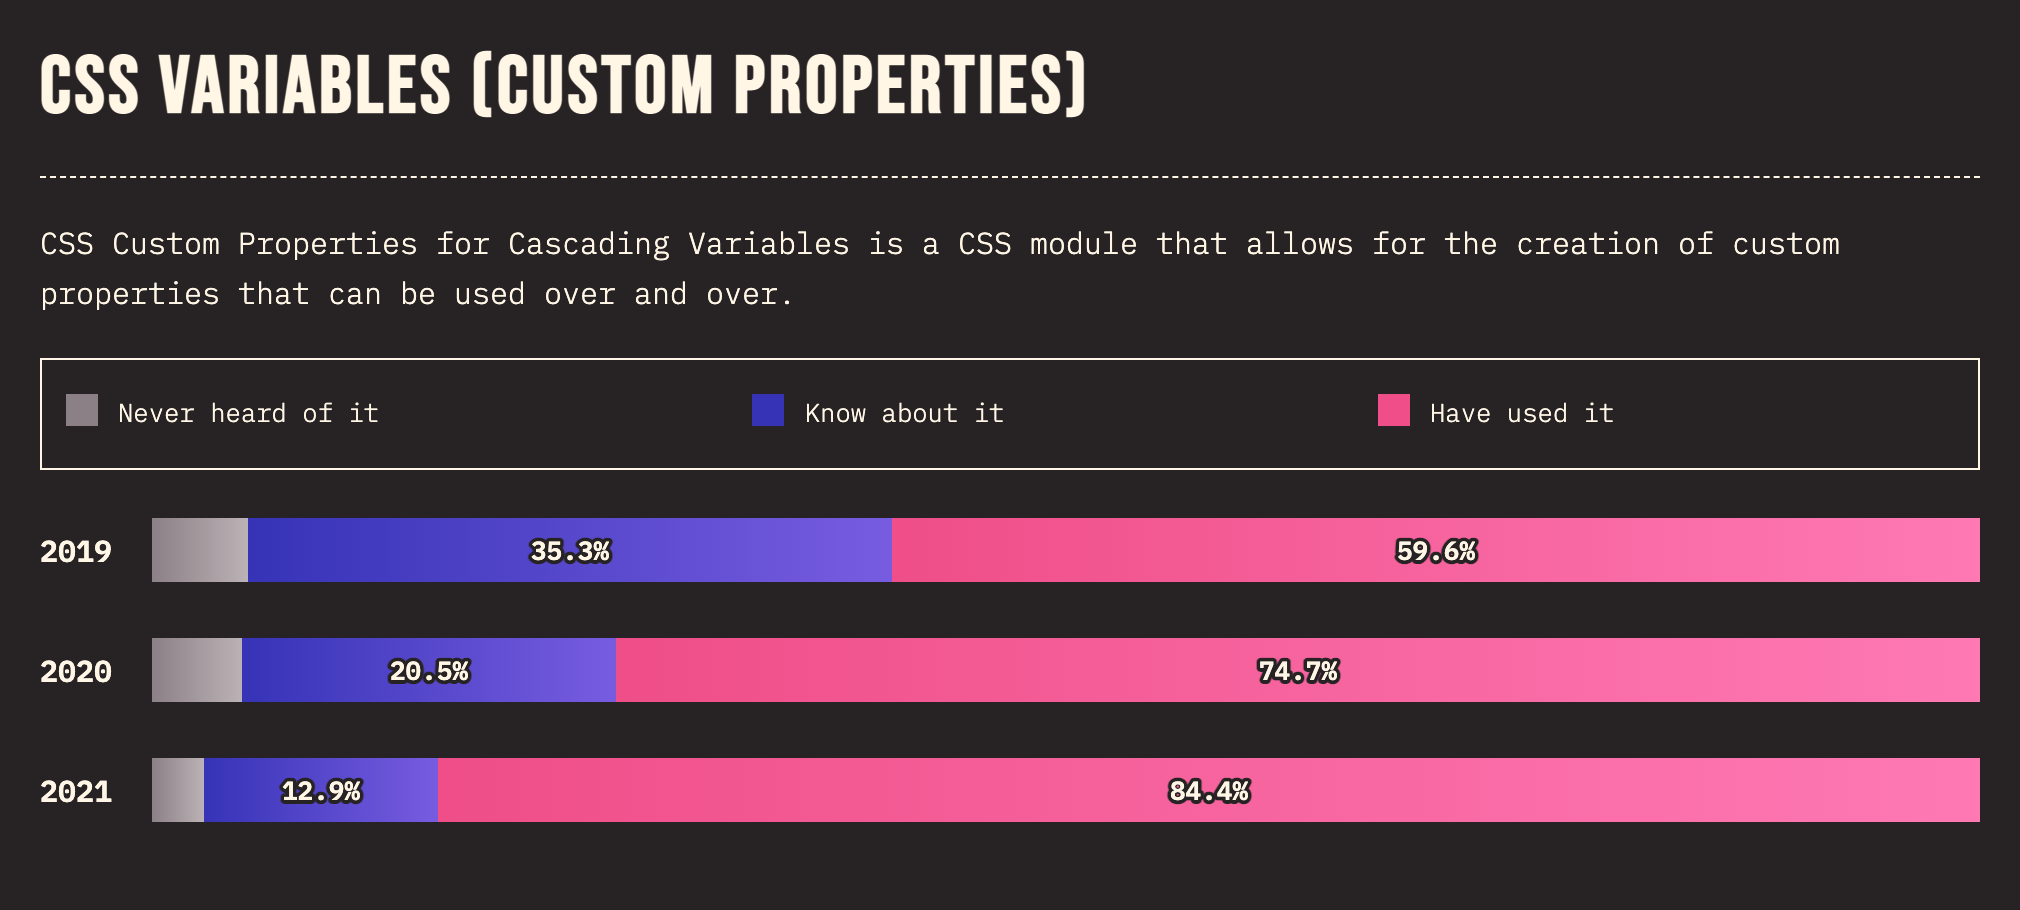 CSS VARIABLES (CUSTOM PROPERTIES)
CSS Custom Properties for Cascading Variables is a CSS module that allows for the creation of custom
properties that can be used over and over.
Never heard of it Know about it Have used it
2019 35.3% 59.6%
2020 20.5% 74.7%
2021 12.9% 84.4%